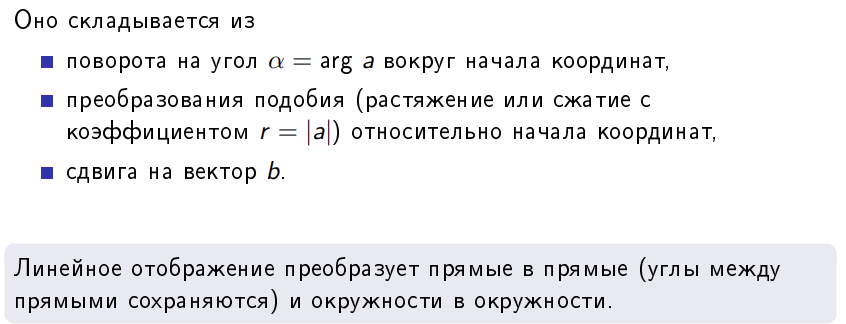 Оно складывается из
поворота на угол α = arg a вокруг начала координат,
преобразования подобия (растяжение или сжатие с
коэффициентом r = |a|) относительно начала координат,
сдвига на вектор b.
Линейное отображение преобразует прямые в прямые (углы между
прямыми сохраняются) и окружности в окружности.